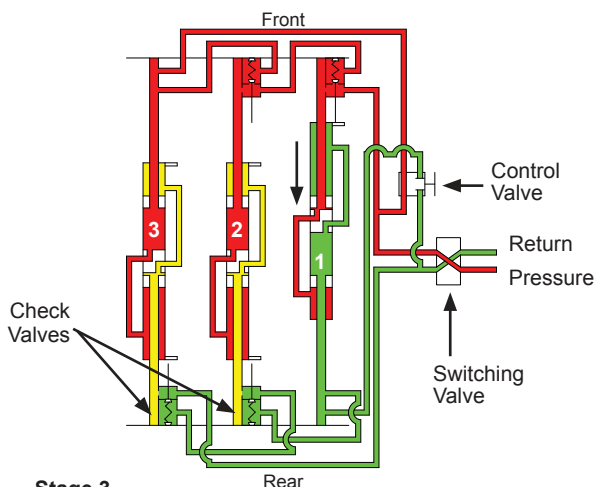 Front
Control
Valve
3
2
1
Return
Pressure
Check
Valves
Switching
Valve
Stage 3
Rear